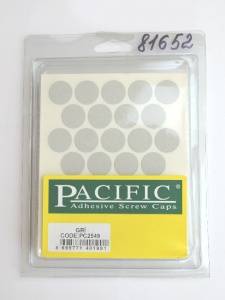 81652
PACIFIC®
Adhesive Screw Caps
GRİ
CODE:PC2549